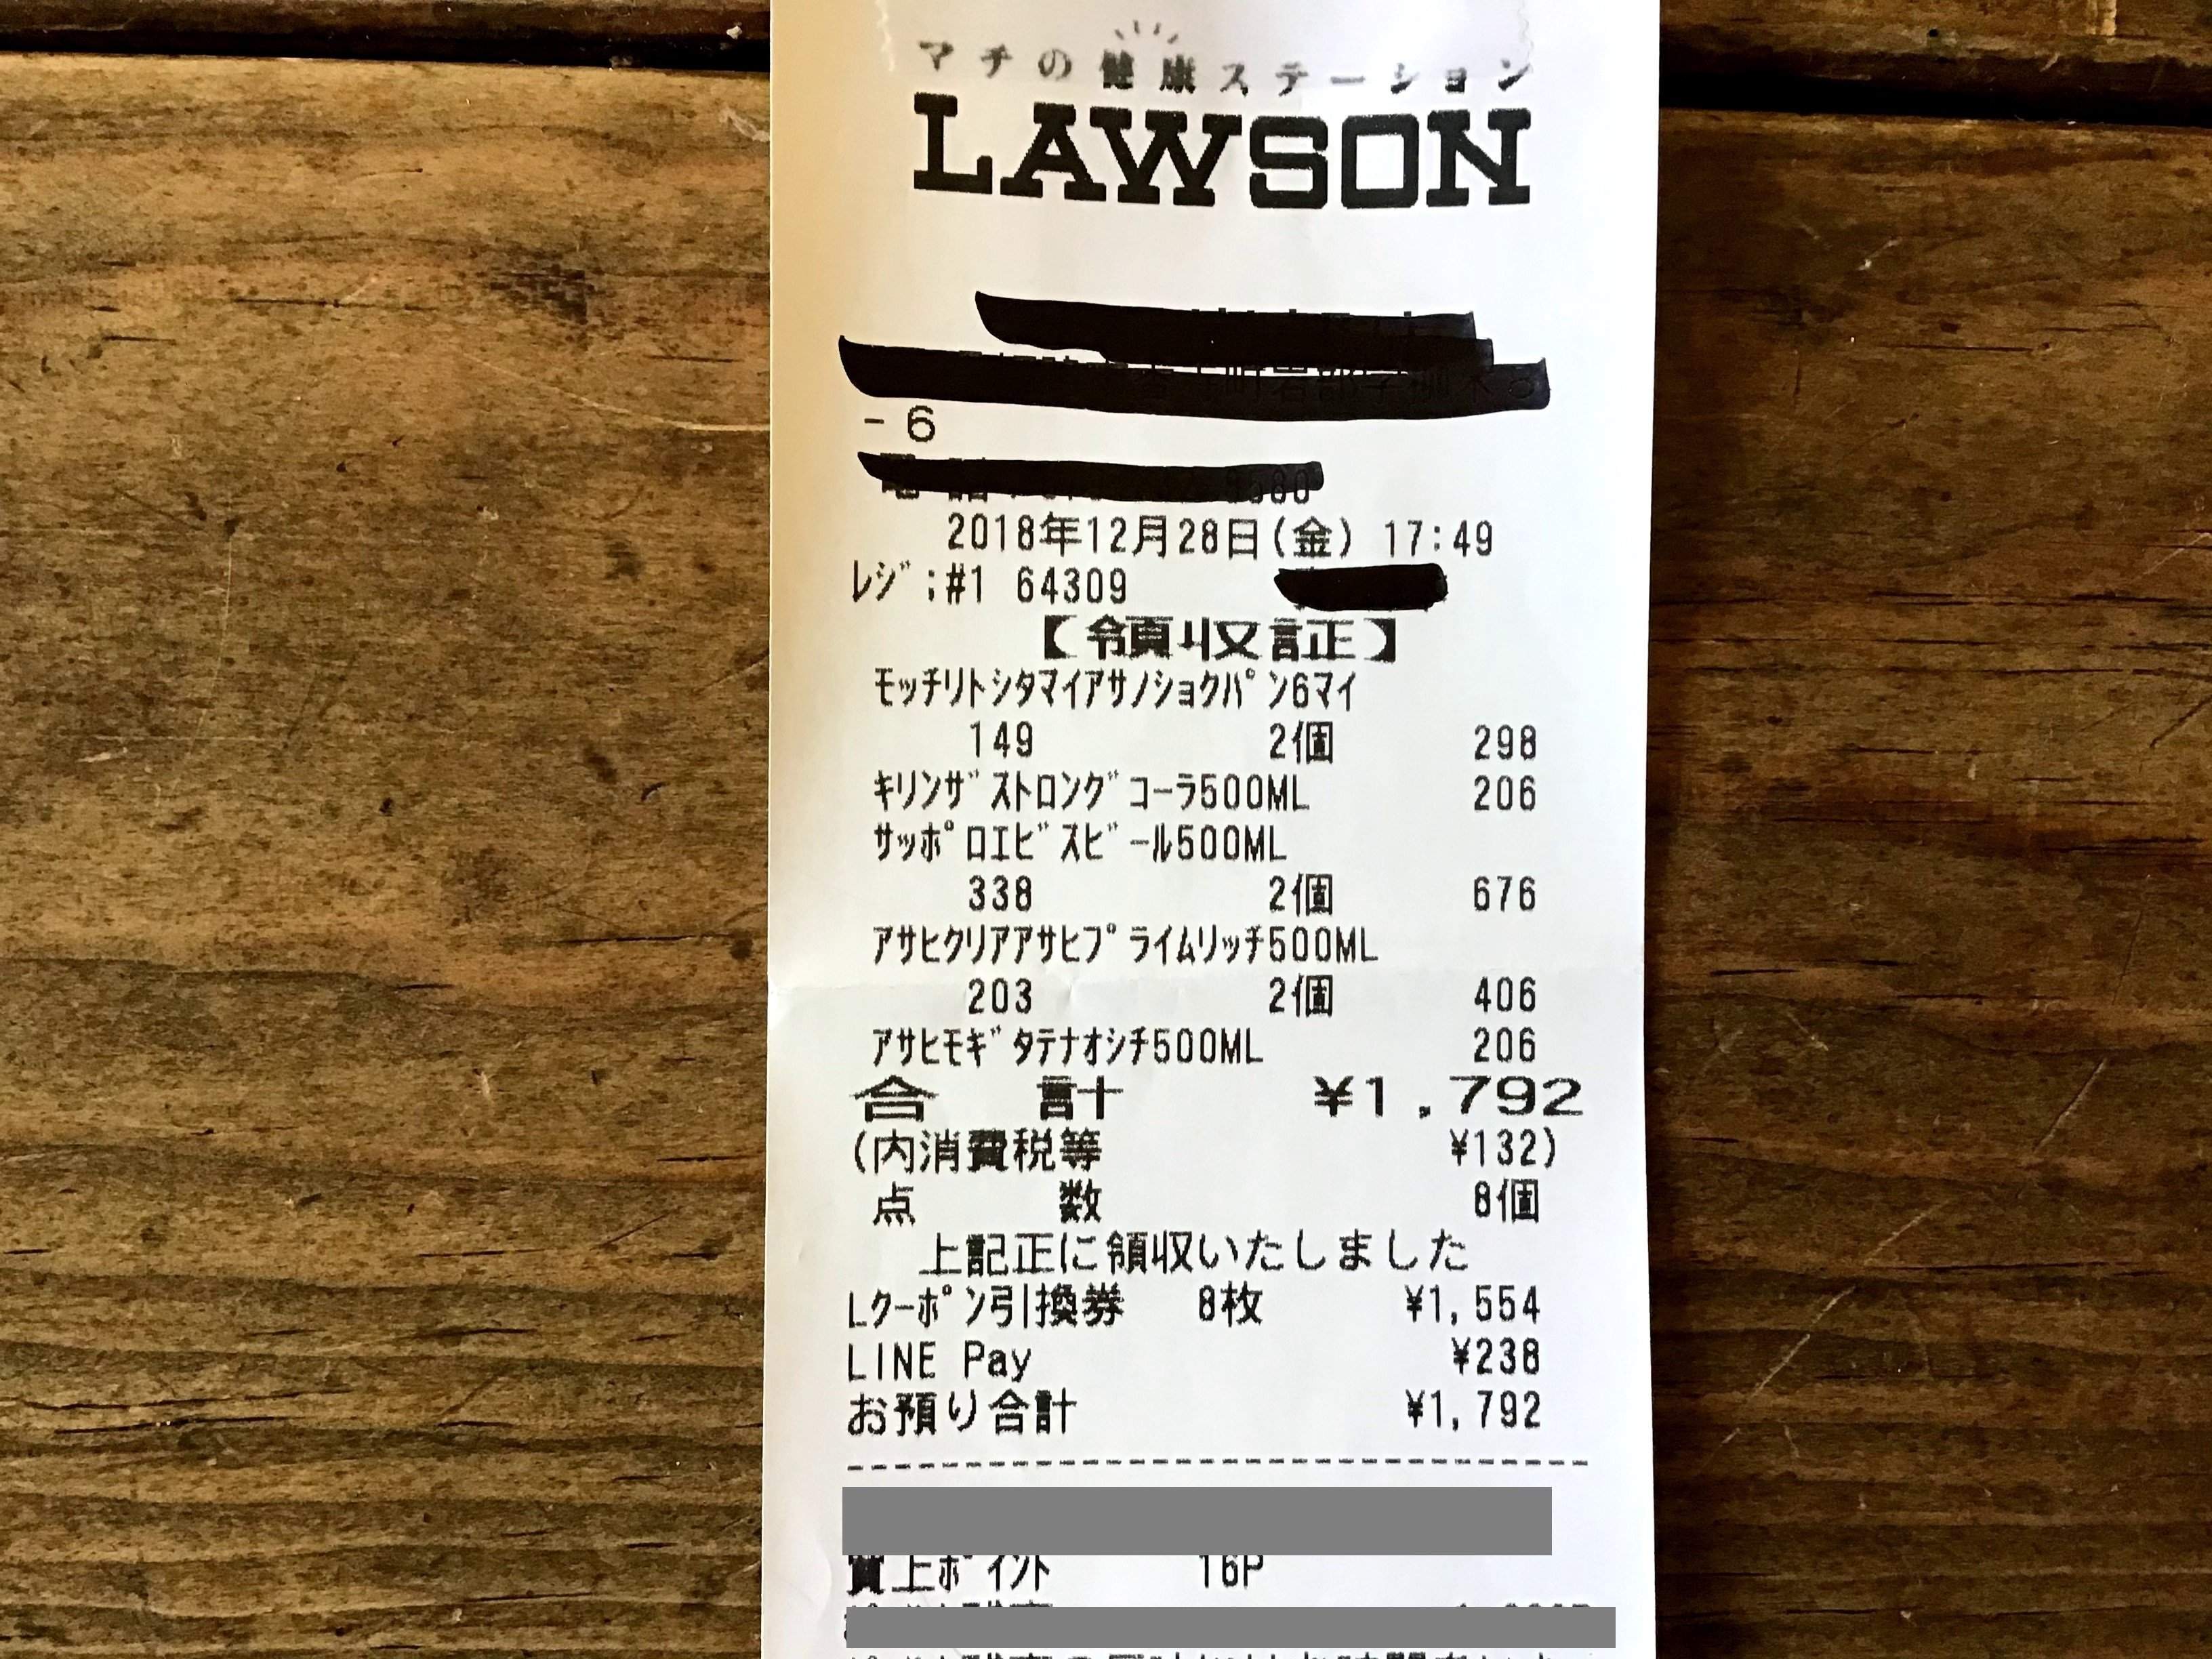 マチの健康ステーション
LAWSON
-6
2018年12月28日(金) 17:49
ﾚｼﾞ;#1 64309
【領収証】
ﾓｯﾁﾘﾄｼﾀﾏｲｱｻﾉｼｮｸﾊﾟﾝ6ﾏｲ
149 2個 298
ｷﾘﾝｻﾞｽﾄﾛﾝｸﾞｺｰﾗ500ML 206
ｻｯﾎﾟﾛｴﾋﾞｽﾋﾞｰﾙ500ML
338 2個 676
ｱｻﾋｸﾘｱｱｻﾋﾌﾟﾗｲﾑﾘｯﾁ500ML
203 2個 406
ｱｻﾋﾓｷﾞﾀﾃﾅｵｼﾁ500ML 206
合 計 ¥1,792
(内消費税等 ¥132)
点 数 8個
上記正に領収いたしました
Lｸｰﾎﾟﾝ引換券 8枚 ¥1,554
LINE Pay ¥238
お預り合計 ¥1,792
買上ﾎﾟｲﾝﾄ 16P